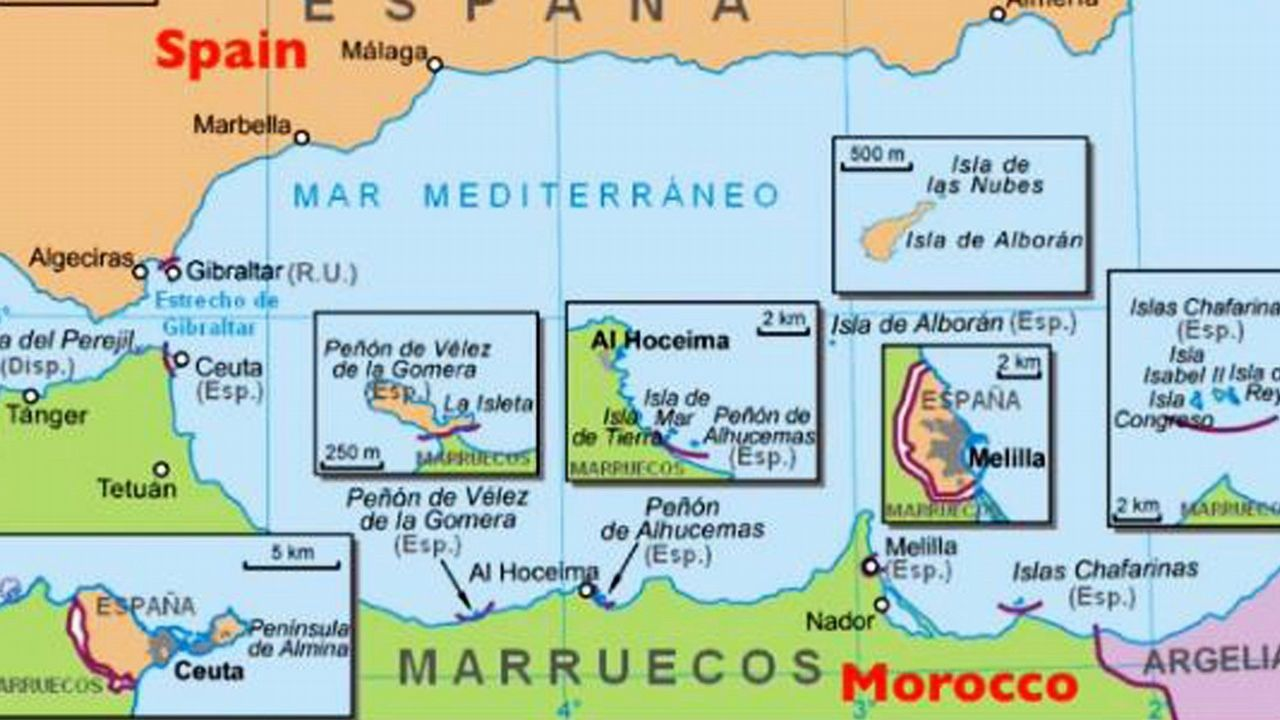 ESPAÑA
Almería
Spain
Málaga
Marbella
MAR MEDITERRÁNEO
500 m
Isla de
las Nubes
Isla de Alborán
Algeciras
Gibraltar (R.U.)
Estrecho de
Gibraltar
a del Perejil
(Disp.)
Ceuta
(Esp.)
Tánger
Tetuán
Peñón de Vélez
de la Gomera
(Esp.)
La Isleta
250 m
MARRUECOS
2 km
Al Hoceima
Isla de
Mar
Isla
de Tierra
Peñón de
Alhucemas
(Esp.)
MARRUECOS
Isla de Alborán (Esp.)
2 km
ESPAÑA
Melilla
MARRUECO
Islas Chafarina
(Esp.)
Isla
Isabel II
Isla d
Rey
Isla
Congreso
2 km
MARRUECO
Peñón de Vélez
de la Gomera
(Esp.)
Peñón
de Alhucemas
(Esp.)
Al Hoceima
Melilla
(Esp.)
Nador
Islas Chafarinas
(Esp.)
5 km
ESPAÑA
Península
de Almina
Ceuta
ARRUECOS
MARRUECOS
Morocco
ARGELIA
4°
3°
2°